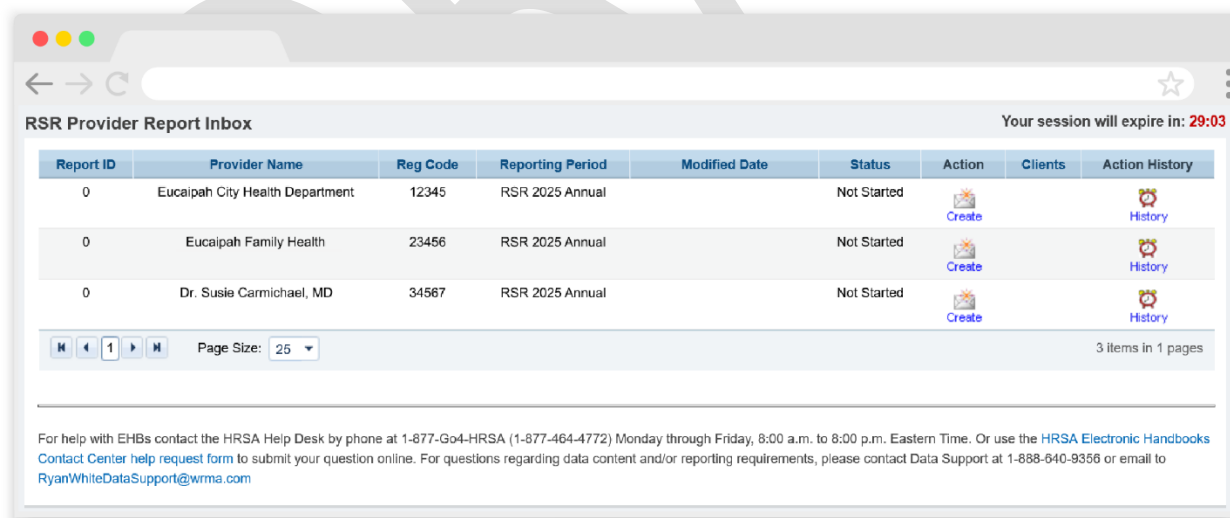 RSR Provider Report Inbox
Your session will expire in: 29:03
Report ID Provider Name Reg Code Reporting Period Modified Date Status Action Clients Action History
0 Eucaipah City Health Department 12345 RSR 2025 Annual Not Started Create History
0 Eucaipah Family Health 23456 RSR 2025 Annual Not Started Create History
0 Dr. Susie Carmichael, MD 34567 RSR 2025 Annual Not Started Create History
1 Page Size: 25 3 items in 1 pages
For help with EHBs contact the HRSA Help Desk by phone at 1-877-Go4-HRSA (1-877-464-4772) Monday through Friday, 8:00 a.m. to 8:00 p.m. Eastern Time. Or use the HRSA Electronic Handbooks
Contact Center help request form to submit your question online. For questions regarding data content and/or reporting requirements, please contact Data Support at 1-888-640-9356 or email to
RyanWhiteDataSupport@wrma.com